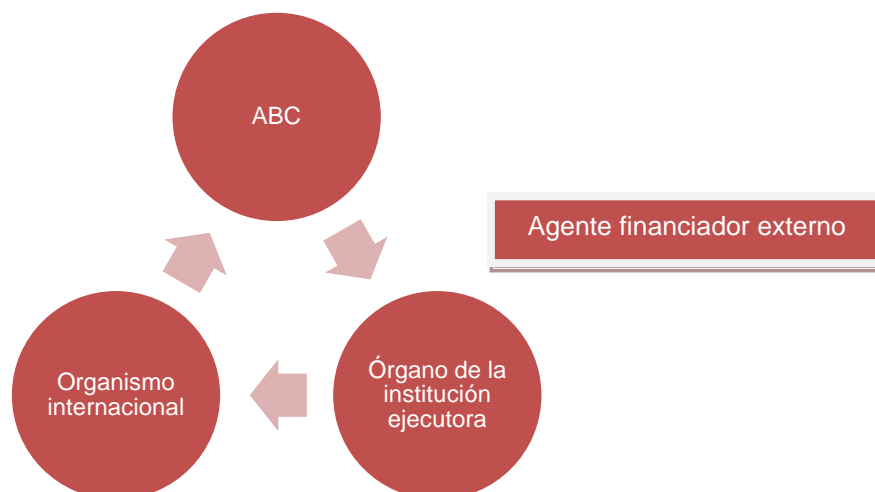 ABC
Agente financiador externo
Organismo
internacional
Órgano de la
institución
ejecutora